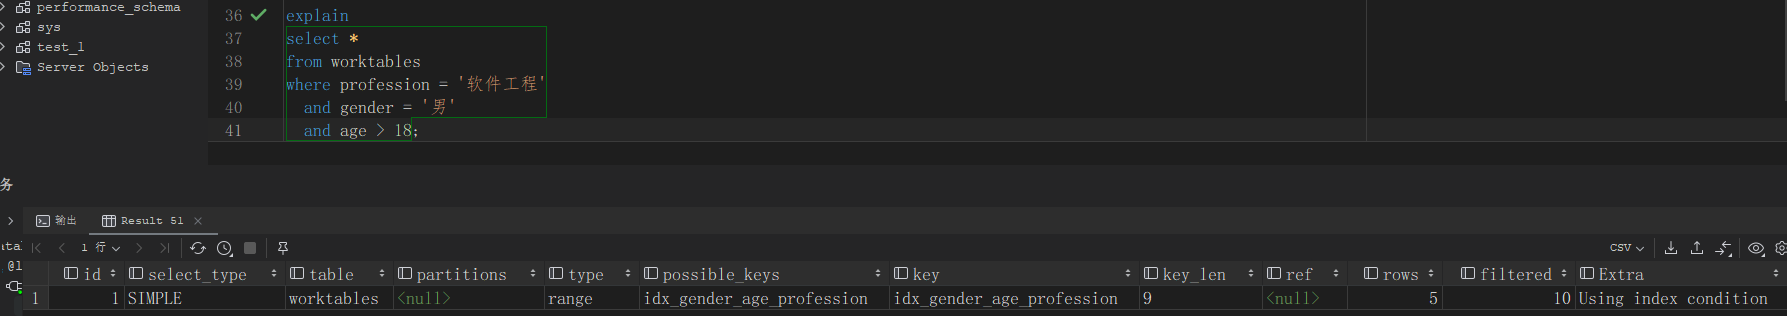 performance_schema
sys
test_l
Server Objects
36 explain
37 select *
38 from worktables
39 where profession = '软件工程'
40 and gender = '男'
41 and age > 18;
务
输出 Result 51
1 行 CSV
@l
id select_type table partitions type possible_keys key key_len ref rows filtered Extra
1 1 SIMPLE worktables <null> range idx_gender_age_profession idx_gender_age_profession 9 <null> 5 10 Using index condition